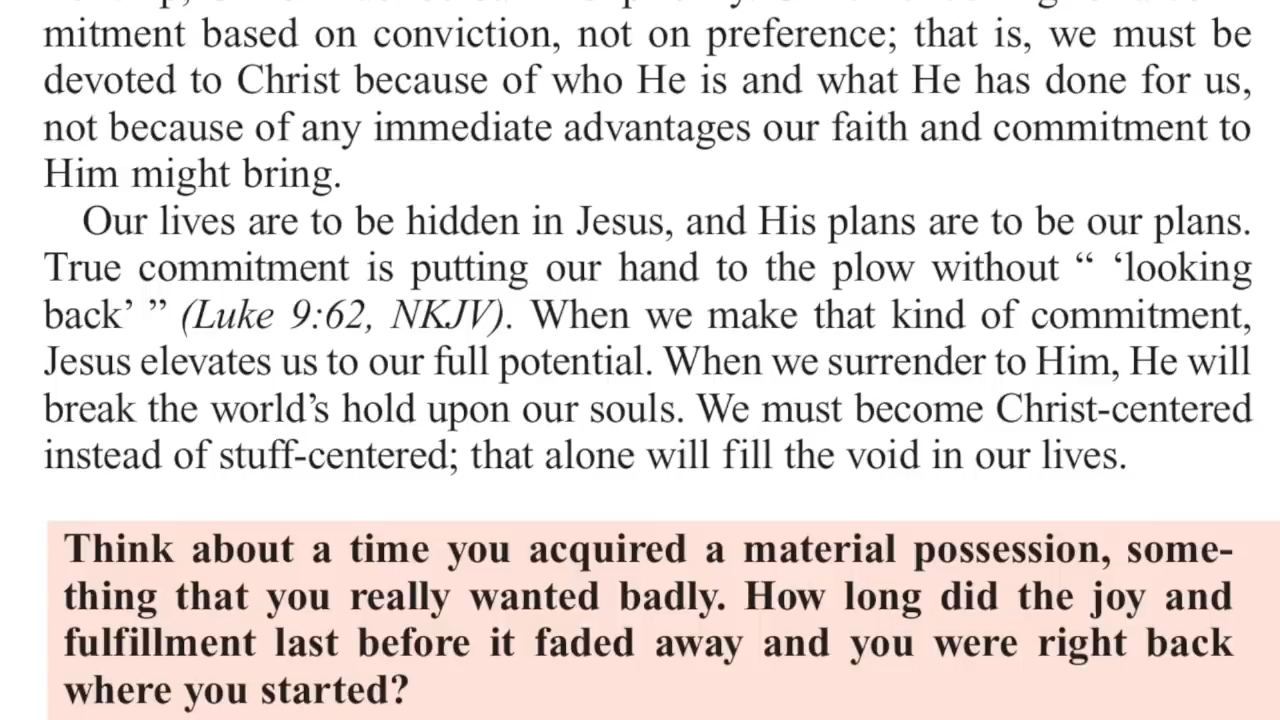 mitment based on conviction, not on preference; that is, we must be
devoted to Christ because of who He is and what He has done for us,
not because of any immediate advantages our faith and commitment to
Him might bring.
Our lives are to be hidden in Jesus, and His plans are to be our plans.
True commitment is putting our hand to the plow without “ ‘looking
back’ ” (Luke 9:62, NKJV). When we make that kind of commitment,
Jesus elevates us to our full potential. When we surrender to Him, He will
break the world’s hold upon our souls. We must become Christ-centered
instead of stuff-centered; that alone will fill the void in our lives.
Think about a time you acquired a material possession, some-
thing that you really wanted badly. How long did the joy and
fulfillment last before it faded away and you were right back
where you started?